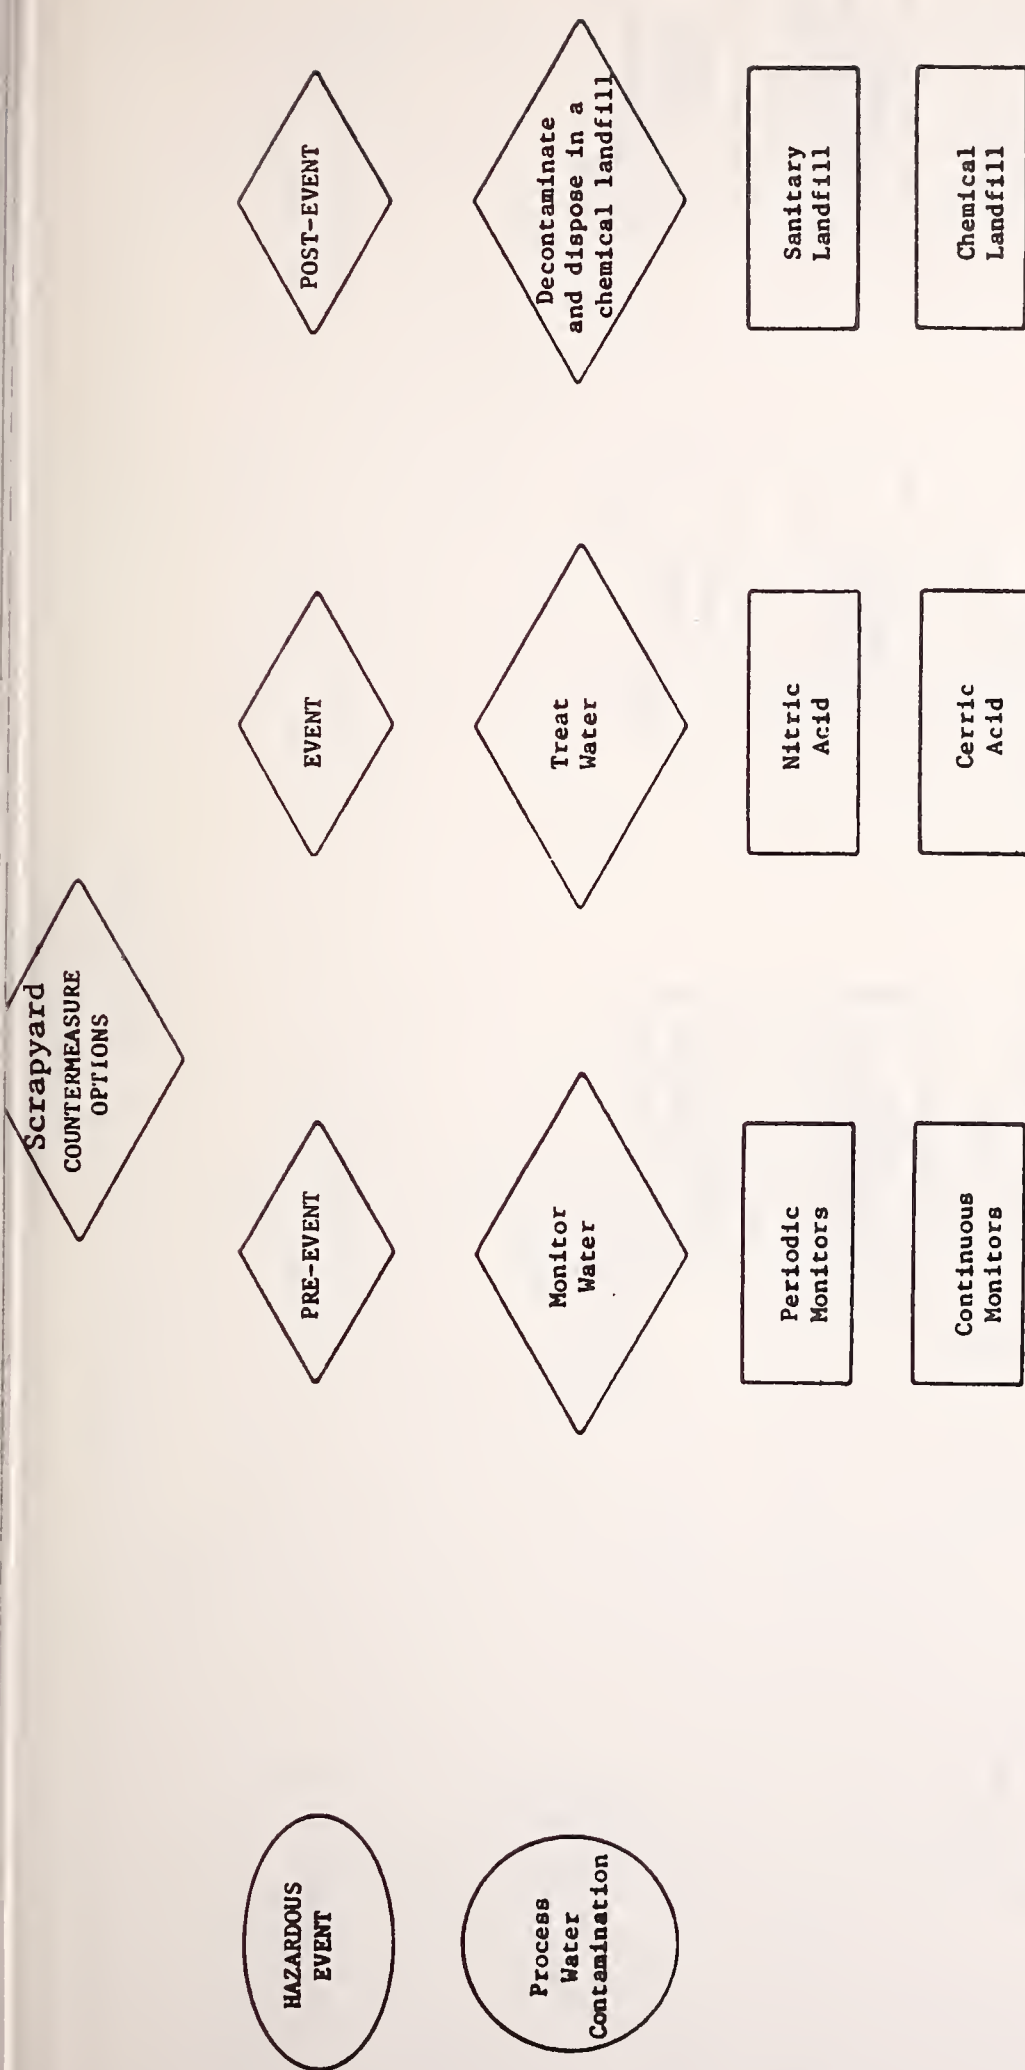 Scrapyard
COUNTERMEASURE
OPTIONS
HAZARDOUS
EVENT
PRE-EVENT
EVENT
POST-EVENT
Process
Water
Contamination
Monitor
Water
Treat
Water
Decontaminate
and dispose in a
chemical landfill
Periodic
Monitors
Nitric
Acid
Sanitary
Landfill
Continuous
Monitors
Cerric
Acid
Chemical
Landfill